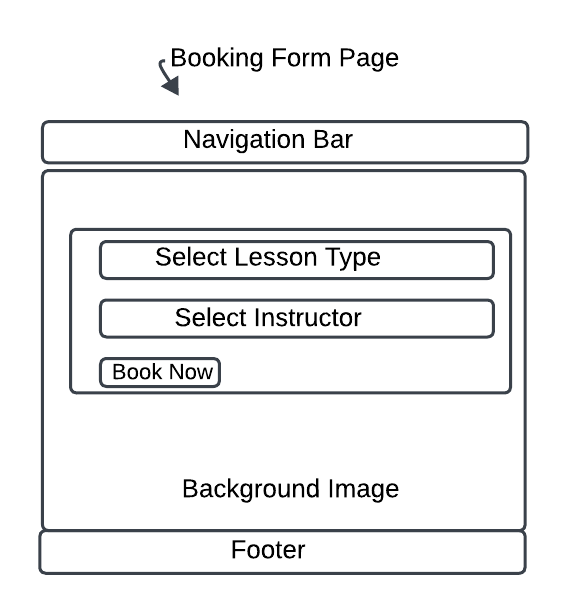 Booking Form Page
Navigation Bar
Select Lesson Type
Select Instructor
Book Now
Background Image
Footer